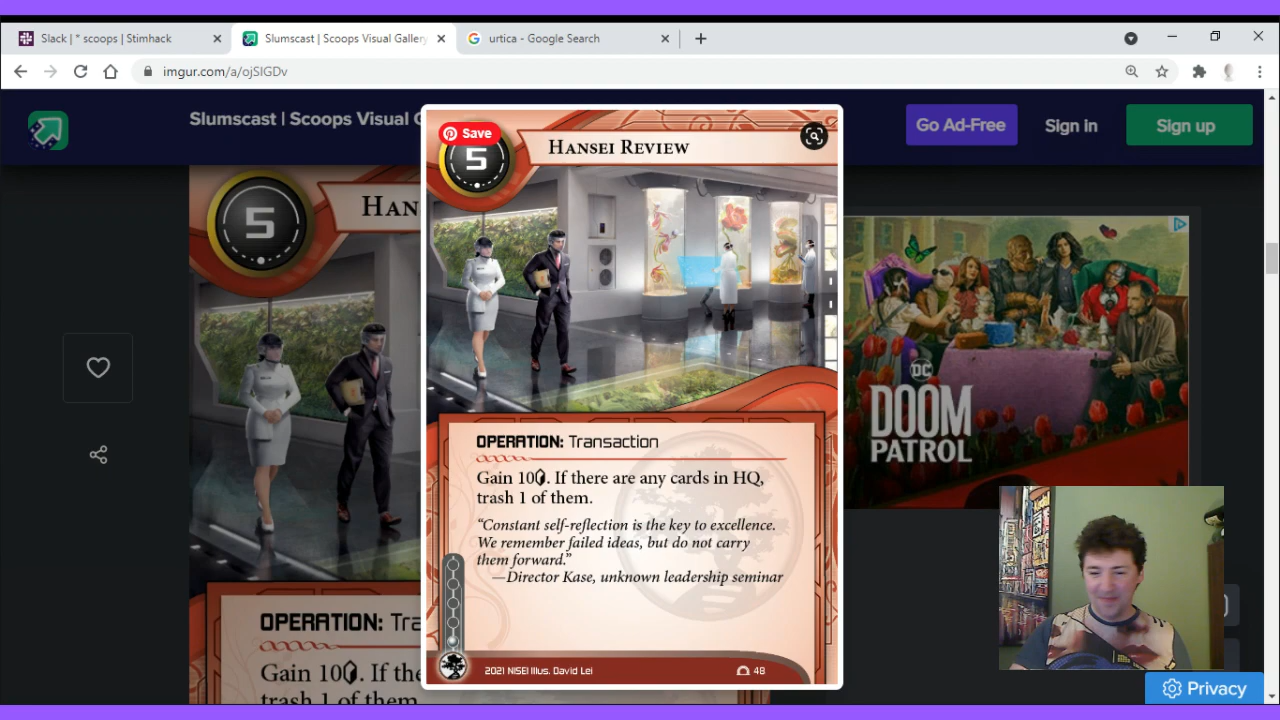 Slack | * scoops | Stimhack
Slumscast | Scoops Visual Gallery
urtica - Google Search
imgur.com/a/ojSIGDv
Slumscast | Scoops Visual G
Go Ad-Free
Sign in
Sign up
Save
5
HANSEI REVIEW
5
HAN
OPERATION: Transaction
Gain 10. If there are any cards in HQ,
trash 1 of them.
“Constant self-reflection is the key to excellence.
We remember failed ideas, but do not carry
them forward.”
—Director Kase, unknown leadership seminar
2021 NISEI Illus. David Lei
48
OPERATION: Tra
Gain 10. If the
trash 1 of them.
DC
DOOM
PATROL
Privacy